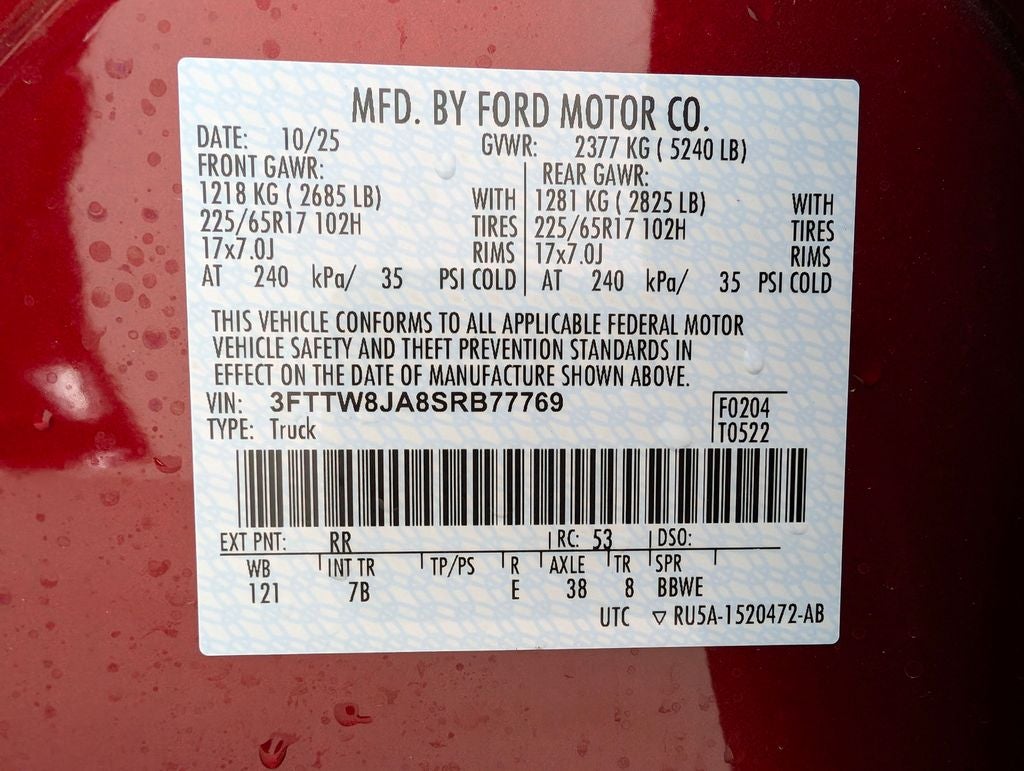 MFD. BY FORD MOTOR CO.
DATE: 10/25 GVWR: 2377 KG ( 5240 LB)
FRONT GAWR: REAR GAWR:
1218 KG ( 2685 LB) WITH 1281 KG ( 2825 LB) WITH
225/65R17 102H TIRES 225/65R17 102H TIRES
17x7.0J RIMS 17x7.0J RIMS
AT 240 kPa/ 35 PSI COLD AT 240 kPa/ 35 PSI COLD
THIS VEHICLE CONFORMS TO ALL APPLICABLE FEDERAL MOTOR
VEHICLE SAFETY AND THEFT PREVENTION STANDARDS IN
EFFECT ON THE DATE OF MANUFACTURE SHOWN ABOVE.
VIN: 3FTTW8JA8SRB77769 F0204
TYPE: Truck T0522
EXT PNT: RR RC: 53 DSO:
WB INT TR TP/PS R AXLE TR SPR
121 7B E 38 8 BBWE
UTC ▽ RU5A-1520472-AB